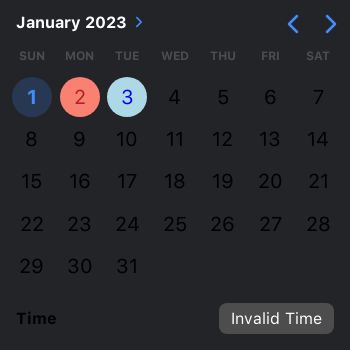 January 2023
SUN MON TUE WED THU FRI SAT
1 2 3 4 5 6 7
8 9 10 11 12 13 14
15 16 17 18 19 20 21
22 23 24 25 26 27 28
29 30 31
Time Invalid Time